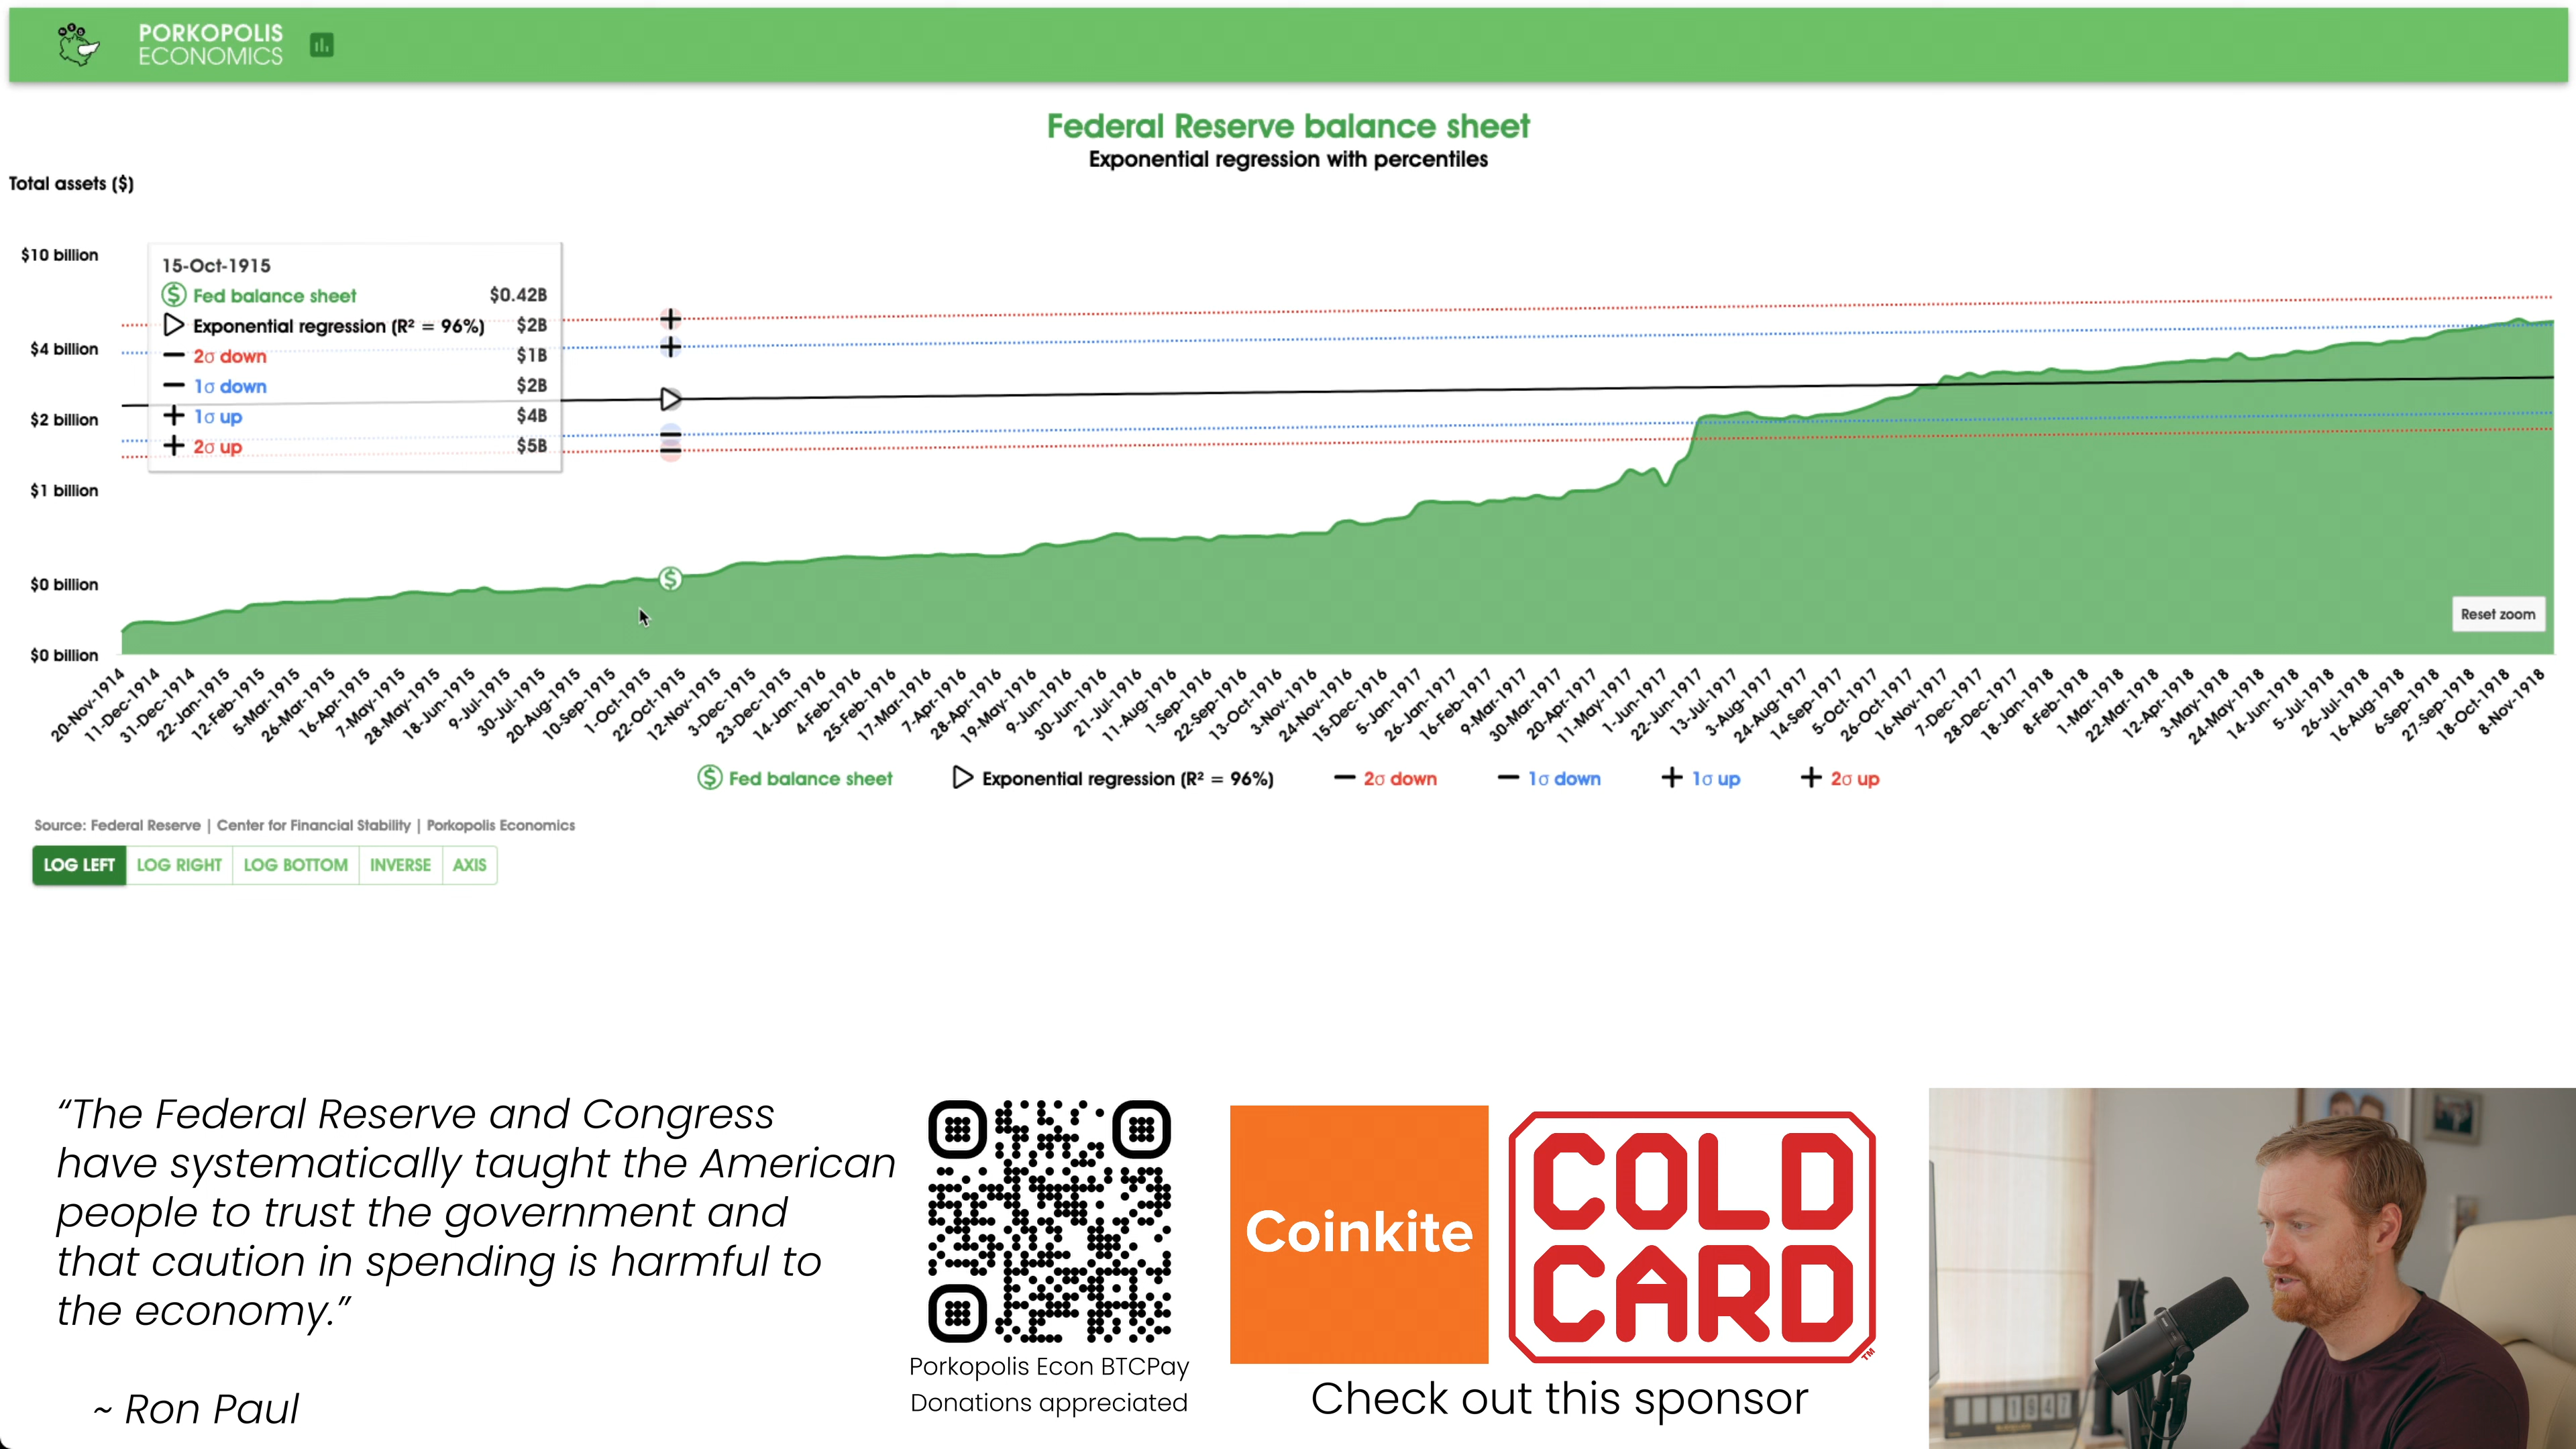 PORKOPOLIS
ECONOMICS
Federal Reserve balance sheet
Exponential regression with percentiles
Total assets ($)
$10 billion
$4 billion
$2 billion
$1 billion
$0 billion
$0 billion
15-Oct-1915
Fed balance sheet $0.42B
Exponential regression (R² = 96%) $2B
2σ down $1B
1σ down $2B
1σ up $4B
2σ up $5B
Reset zoom
20-Nov-1914
11-Dec-1914
31-Dec-1914
22-Jan-1915
12-Feb-1915
5-Mar-1915
26-Mar-1915
16-Apr-1915
7-May-1915
28-May-1915
18-Jun-1915
9-Jul-1915
30-Jul-1915
20-Aug-1915
10-Sep-1915
1-Oct-1915
22-Oct-1915
12-Nov-1915
3-Dec-1915
23-Dec-1915
14-Jan-1916
4-Feb-1916
25-Feb-1916
17-Mar-1916
7-Apr-1916
28-Apr-1916
19-May-1916
9-Jun-1916
30-Jun-1916
21-Jul-1916
11-Aug-1916
1-Sep-1916
22-Sep-1916
13-Oct-1916
3-Nov-1916
24-Nov-1916
15-Dec-1916
5-Jan-1917
26-Jan-1917
16-Feb-1917
9-Mar-1917
30-Mar-1917
20-Apr-1917
11-May-1917
1-Jun-1917
22-Jun-1917
13-Jul-1917
3-Aug-1917
24-Aug-1917
14-Sep-1917
5-Oct-1917
26-Oct-1917
16-Nov-1917
7-Dec-1917
28-Dec-1917
18-Jan-1918
8-Feb-1918
1-Mar-1918
22-Mar-1918
12-Apr-1918
3-May-1918
24-May-1918
14-Jun-1918
5-Jul-1918
26-Jul-1918
16-Aug-1918
6-Sep-1918
27-Sep-1918
18-Oct-1918
8-Nov-1918
Fed balance sheet Exponential regression (R² = 96%) 2σ down 1σ down 1σ up 2σ up
Source: Federal Reserve | Center for Financial Stability | Porkopolis Economics
LOG LEFT LOG RIGHT LOG BOTTOM INVERSE AXIS
“The Federal Reserve and Congress
have systematically taught the American
people to trust the government and
that caution in spending is harmful to
the economy.”
~ Ron Paul
Porkopolis Econ BTCPay
Donations appreciated
Coinkite
COLD
CARD
TM
Check out this sponsor